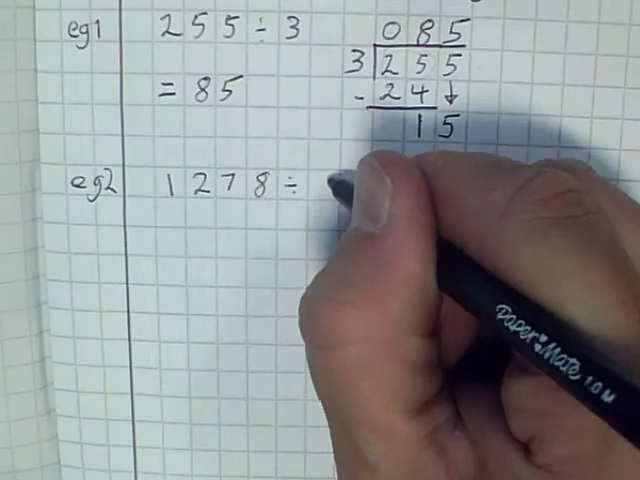 eg1 255 ÷ 3
= 85
085
3 255
- 24 ↓
15
eg2 1278 ÷
Paper Mate 1.0 M